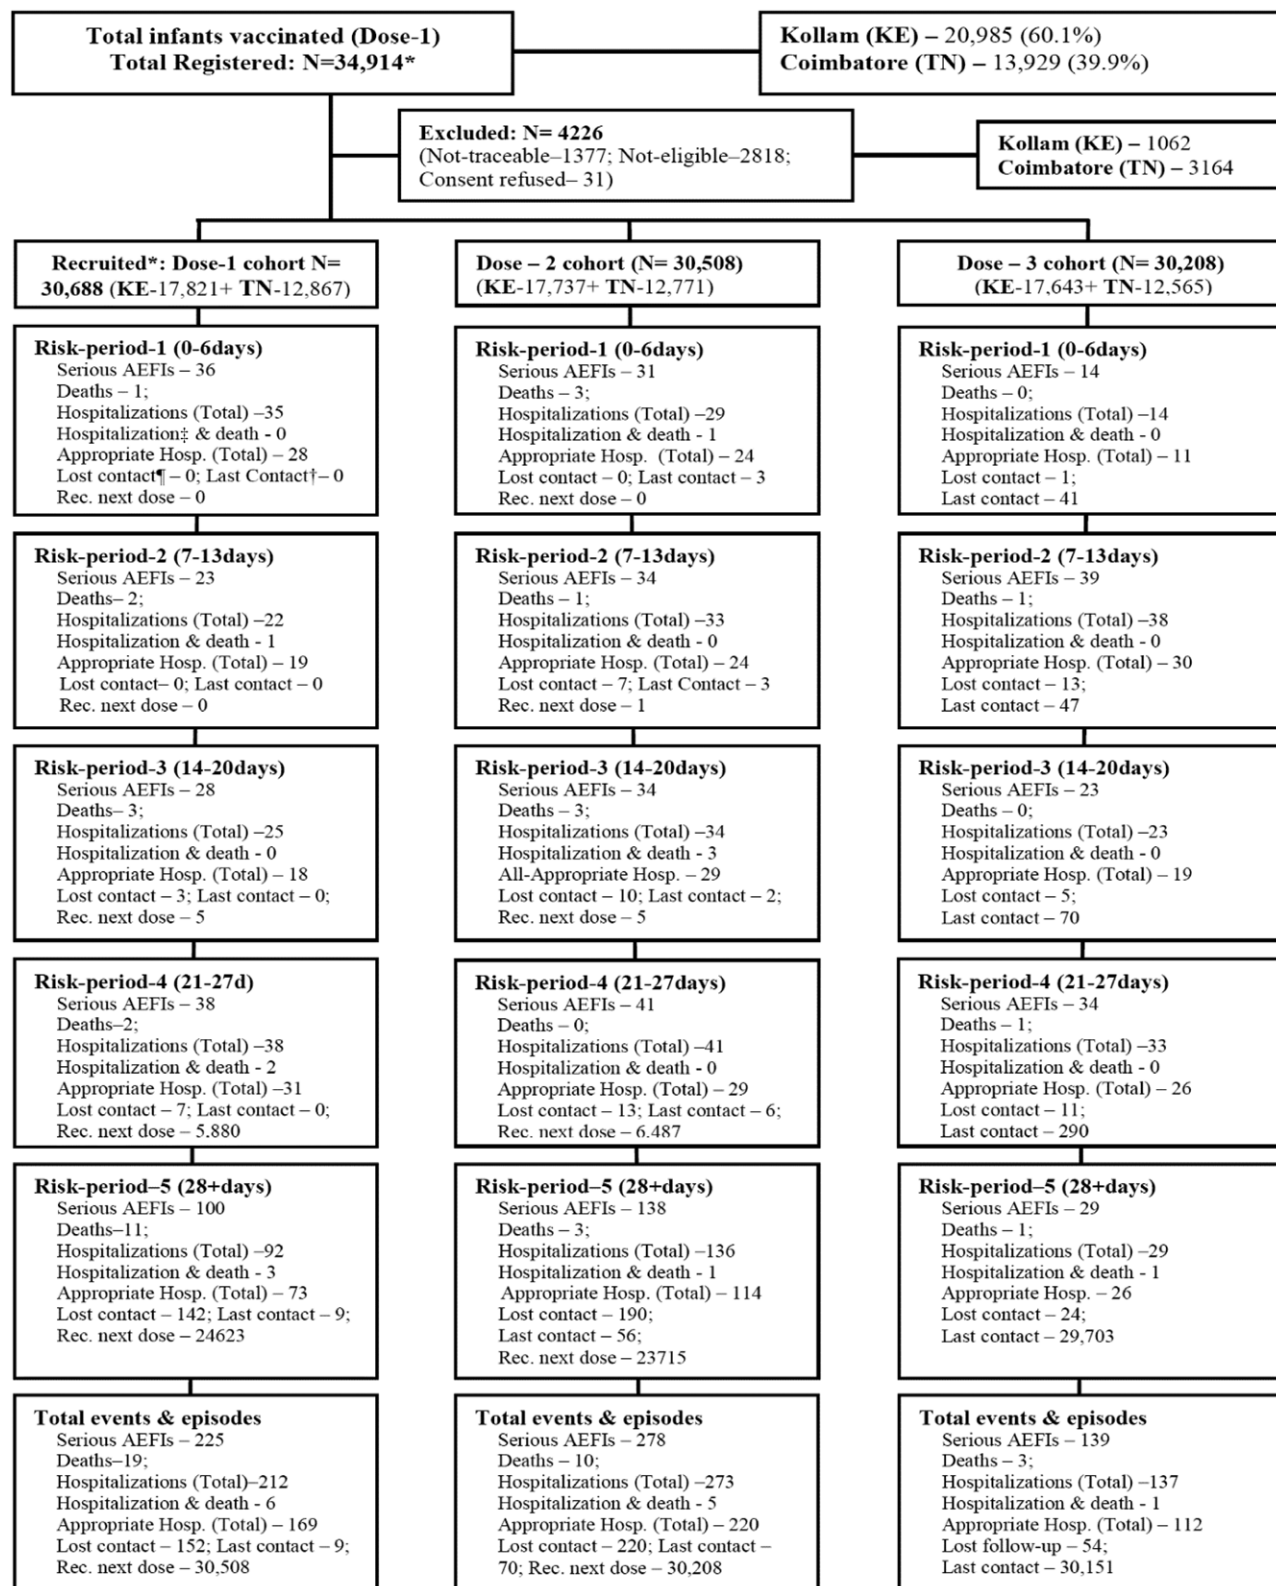 Total infants vaccinated (Dose-1)
Total Registered: N=34,914*
Kollam (KE) – 20,985 (60.1%)
Coimbatore (TN) – 13,929 (39.9%)
Excluded: N= 4226
(Not-traceable–1377; Not-eligible–2818;
Consent refused– 31)
Kollam (KE) – 1062
Coimbatore (TN) – 3164
Recruited*: Dose-1 cohort N=
30,688 (KE-17,821+ TN-12,867)
Dose – 2 cohort (N= 30,508)
(KE-17,737+ TN-12,771)
Dose – 3 cohort (N= 30,208)
(KE-17,643+ TN-12,565)
Risk-period-1 (0-6days)
Serious AEFIs – 36
Deaths – 1;
Hospitalizations (Total) –35
Hospitalization‡ & death - 0
Appropriate Hosp. (Total) – 28
Lost contact¶ – 0; Last Contact†– 0
Rec. next dose – 0
Risk-period-1 (0-6days)
Serious AEFIs – 31
Deaths – 3;
Hospitalizations (Total) –29
Hospitalization & death - 1
Appropriate Hosp. (Total) – 24
Lost contact – 0; Last contact – 3
Rec. next dose – 0
Risk-period-1 (0-6days)
Serious AEFIs – 14
Deaths – 0;
Hospitalizations (Total) –14
Hospitalization & death - 0
Appropriate Hosp. (Total) – 11
Lost contact – 1;
Last contact – 41
Risk-period-2 (7-13days)
Serious AEFIs – 23
Deaths– 2;
Hospitalizations (Total) –22
Hospitalization & death - 1
Appropriate Hosp. (Total) – 19
Lost contact– 0; Last contact – 0
Rec. next dose – 0
Risk-period-2 (7-13days)
Serious AEFIs – 34
Deaths – 1;
Hospitalizations (Total) –33
Hospitalization & death - 0
Appropriate Hosp. (Total) – 24
Lost contact – 7; Last Contact – 3
Rec. next dose – 1
Risk-period-2 (7-13days)
Serious AEFIs – 39
Deaths – 1;
Hospitalizations (Total) –38
Hospitalization & death - 0
Appropriate Hosp. (Total) – 30
Lost contact – 13;
Last contact – 47
Risk-period-3 (14-20days)
Serious AEFIs – 28
Deaths– 3;
Hospitalizations (Total) –25
Hospitalization & death - 0
Appropriate Hosp. (Total) – 18
Lost contact – 3; Last contact – 0;
Rec. next dose – 5
Risk-period-3 (14-20days)
Serious AEFIs – 34
Deaths – 3;
Hospitalizations (Total) –34
Hospitalization & death - 3
All-Appropriate Hosp. – 29
Lost contact – 10; Last contact – 2;
Rec. next dose – 5
Risk-period-3 (14-20days)
Serious AEFIs – 23
Deaths – 0;
Hospitalizations (Total) –23
Hospitalization & death - 0
Appropriate Hosp. (Total) – 19
Lost contact – 5;
Last contact – 70
Risk-period-4 (21-27d)
Serious AEFIs – 38
Deaths–2;
Hospitalizations (Total) –38
Hospitalization & death - 2
Appropriate Hosp. (Total) –31
Lost contact – 7; Last contact – 0;
Rec. next dose – 5.880
Risk-period-4 (21-27days)
Serious AEFIs – 41
Deaths – 0;
Hospitalizations (Total) –41
Hospitalization & death - 0
Appropriate Hosp. (Total) – 29
Lost contact – 13; Last contact – 6;
Rec. next dose – 6.487
Risk-period-4 (21-27days)
Serious AEFIs – 34
Deaths – 1;
Hospitalizations (Total) –33
Hospitalization & death - 0
Appropriate Hosp. (Total) – 26
Lost contact – 11;
Last contact – 290
Risk-period–5 (28+days)
Serious AEFIs – 100
Deaths–11;
Hospitalizations (Total) –92
Hospitalization & death - 3
Appropriate Hosp. (Total) – 73
Lost contact – 142; Last contact – 9;
Rec. next dose – 24623
Risk-period–5 (28+days)
Serious AEFIs – 138
Deaths – 3;
Hospitalizations (Total) –136
Hospitalization & death - 1
Appropriate Hosp. (Total) – 114
Lost contact – 190;
Last contact – 56;
Rec. next dose – 23715
Risk-period–5 (28+days)
Serious AEFIs – 29
Deaths – 1;
Hospitalizations (Total) –29
Hospitalization & death - 1
Appropriate Hosp. – 26
Lost contact – 24;
Last contact – 29,703
Total events & episodes
Serious AEFIs – 225
Deaths–19;
Hospitalizations (Total)–212
Hospitalization & death - 6
Appropriate Hosp. (Total) – 169
Lost contact – 152; Last contact – 9;
Rec. next dose – 30,508
Total events & episodes
Serious AEFIs – 278
Deaths – 10;
Hospitalizations (Total) –273
Hospitalization & death - 5
Appropriate Hosp. (Total) – 220
Lost contact – 220; Last contact –
70; Rec. next dose – 30,208
Total events & episodes
Serious AEFIs – 139
Deaths – 3;
Hospitalizations (Total) –137
Hospitalization & death - 1
Appropriate Hosp. (Total) – 112
Lost follow-up – 54;
Last contact – 30,151